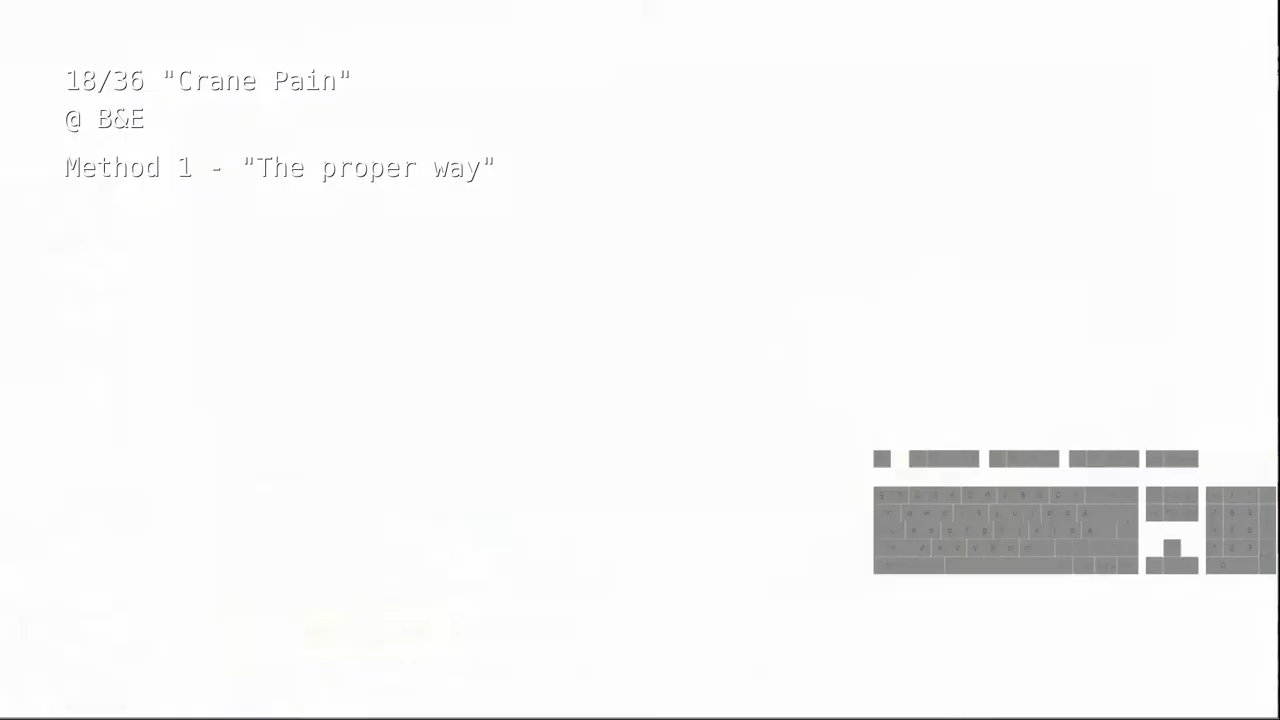 18/36 "Crane Pain"
@ B&E
Method 1 - "The proper way"